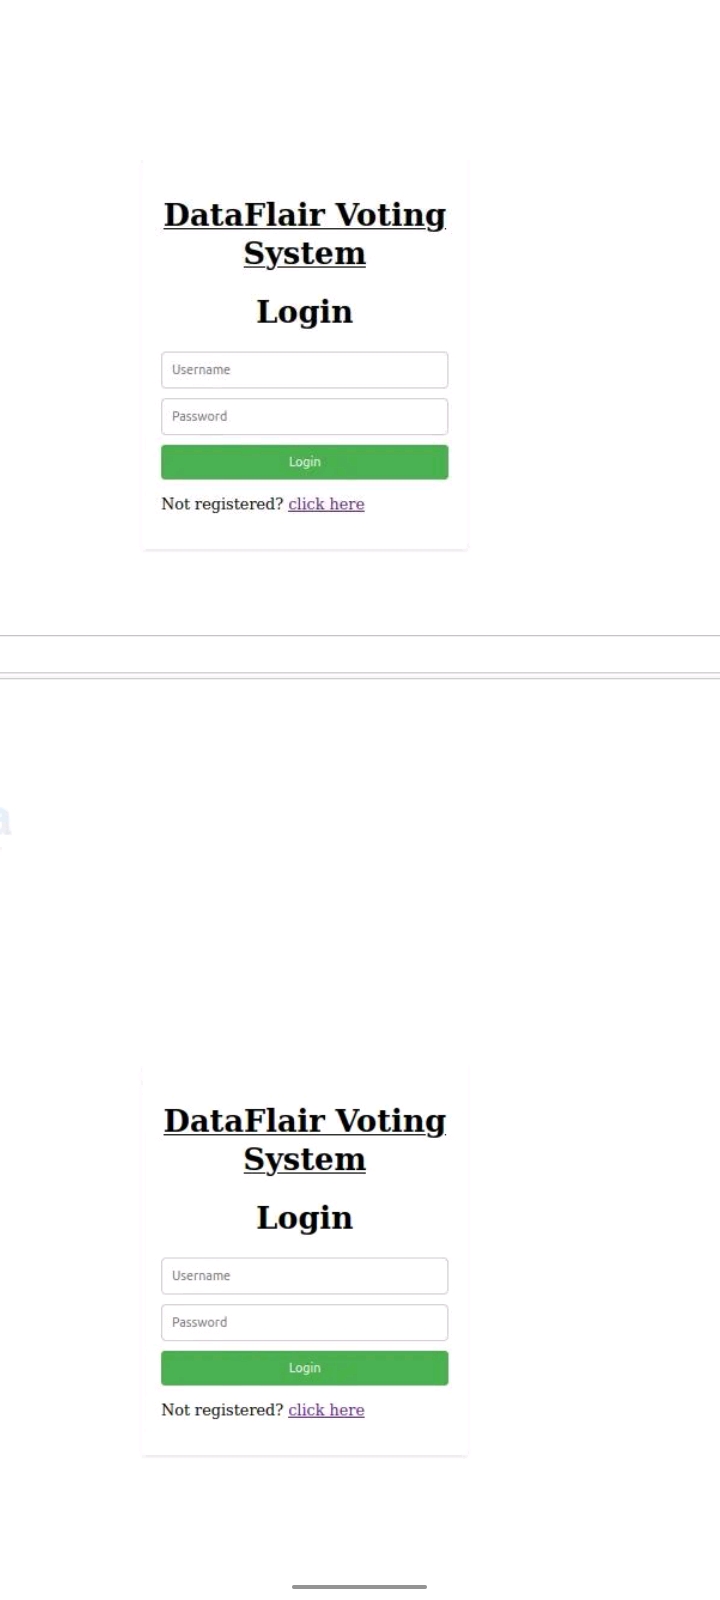 DataFlair Voting
System
Login
Username
Password
Login
Not registered? click here
a
DataFlair Voting
System
Login
Username
Password
Login
Not registered? click here